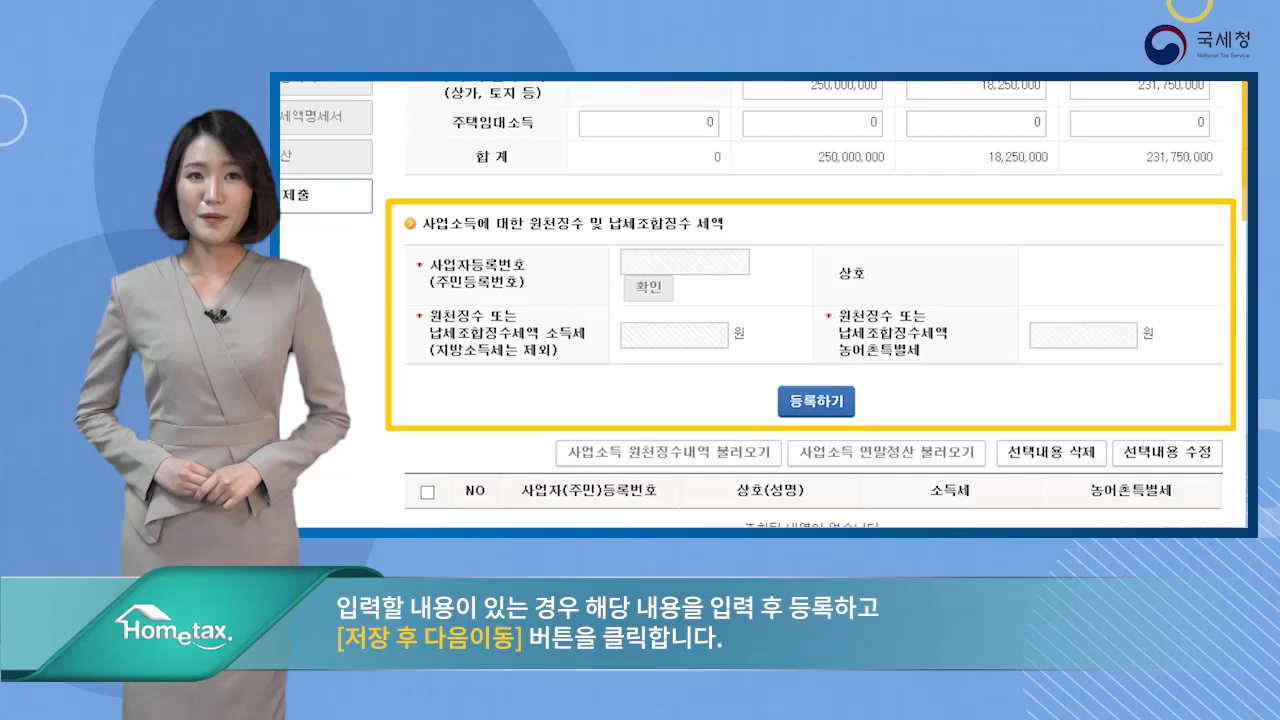 국세청
National Tax Service
(상가, 토지 등)
250,000,000
18,250,000
231,750,000
세액명세서
주택임대소득
0
0
0
0
산
합 계
0
250,000,000
18,250,000
231,750,000
제출
사업소득에 대한 원천징수 및 납세조합징수 세액
* 사업자등록번호
(주민등록번호)
확인
상호
* 원천징수 또는
납세조합징수세액 소득세
(지방소득세는 제외)
원
* 원천징수 또는
납세조합징수세액
농어촌특별세
원
등록하기
사업소득 원천징수내역 불러오기
사업소득 연말정산 불러오기
선택내용 삭제
선택내용 수정
NO
사업자(주민)등록번호
상호(성명)
소득세
농어촌특별세
Hometax.
입력할 내용이 있는 경우 해당 내용을 입력 후 등록하고
[저장 후 다음이동] 버튼을 클릭합니다.